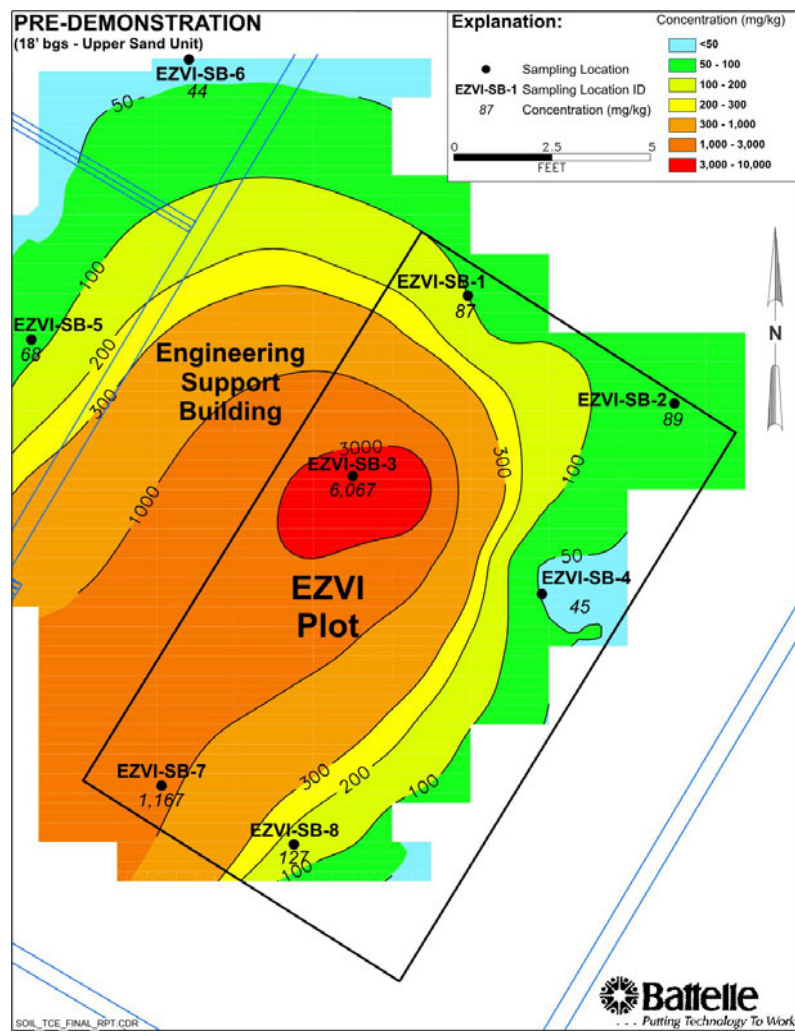 PRE-DEMONSTRATION
(18' bgs - Upper Sand Unit)
Explanation:
Sampling Location
EZVI-SB-1 Sampling Location ID
87 Concentration (mg/kg)
0 2.5 5
FEET
Concentration (mg/kg)
<50
50 - 100
100 - 200
200 - 300
300 - 1,000
1,000 - 3,000
3,000 - 10,000
EZVI-SB-6
44
50
N
100
EZVI-SB-1
87
EZVI-SB-5
68
200
Engineering
Support
Building
300
EZVI-SB-2
89
3000
EZVI-SB-3
6,067
300
100
1000
50
EZVI-SB-4
45
EZVI
Plot
EZVI-SB-7
1,167
300
200
100
EZVI-SB-8
127
100
SOIL_TCE_FINAL_RPT.CDR
Battelle
. . . Putting Technology To Work